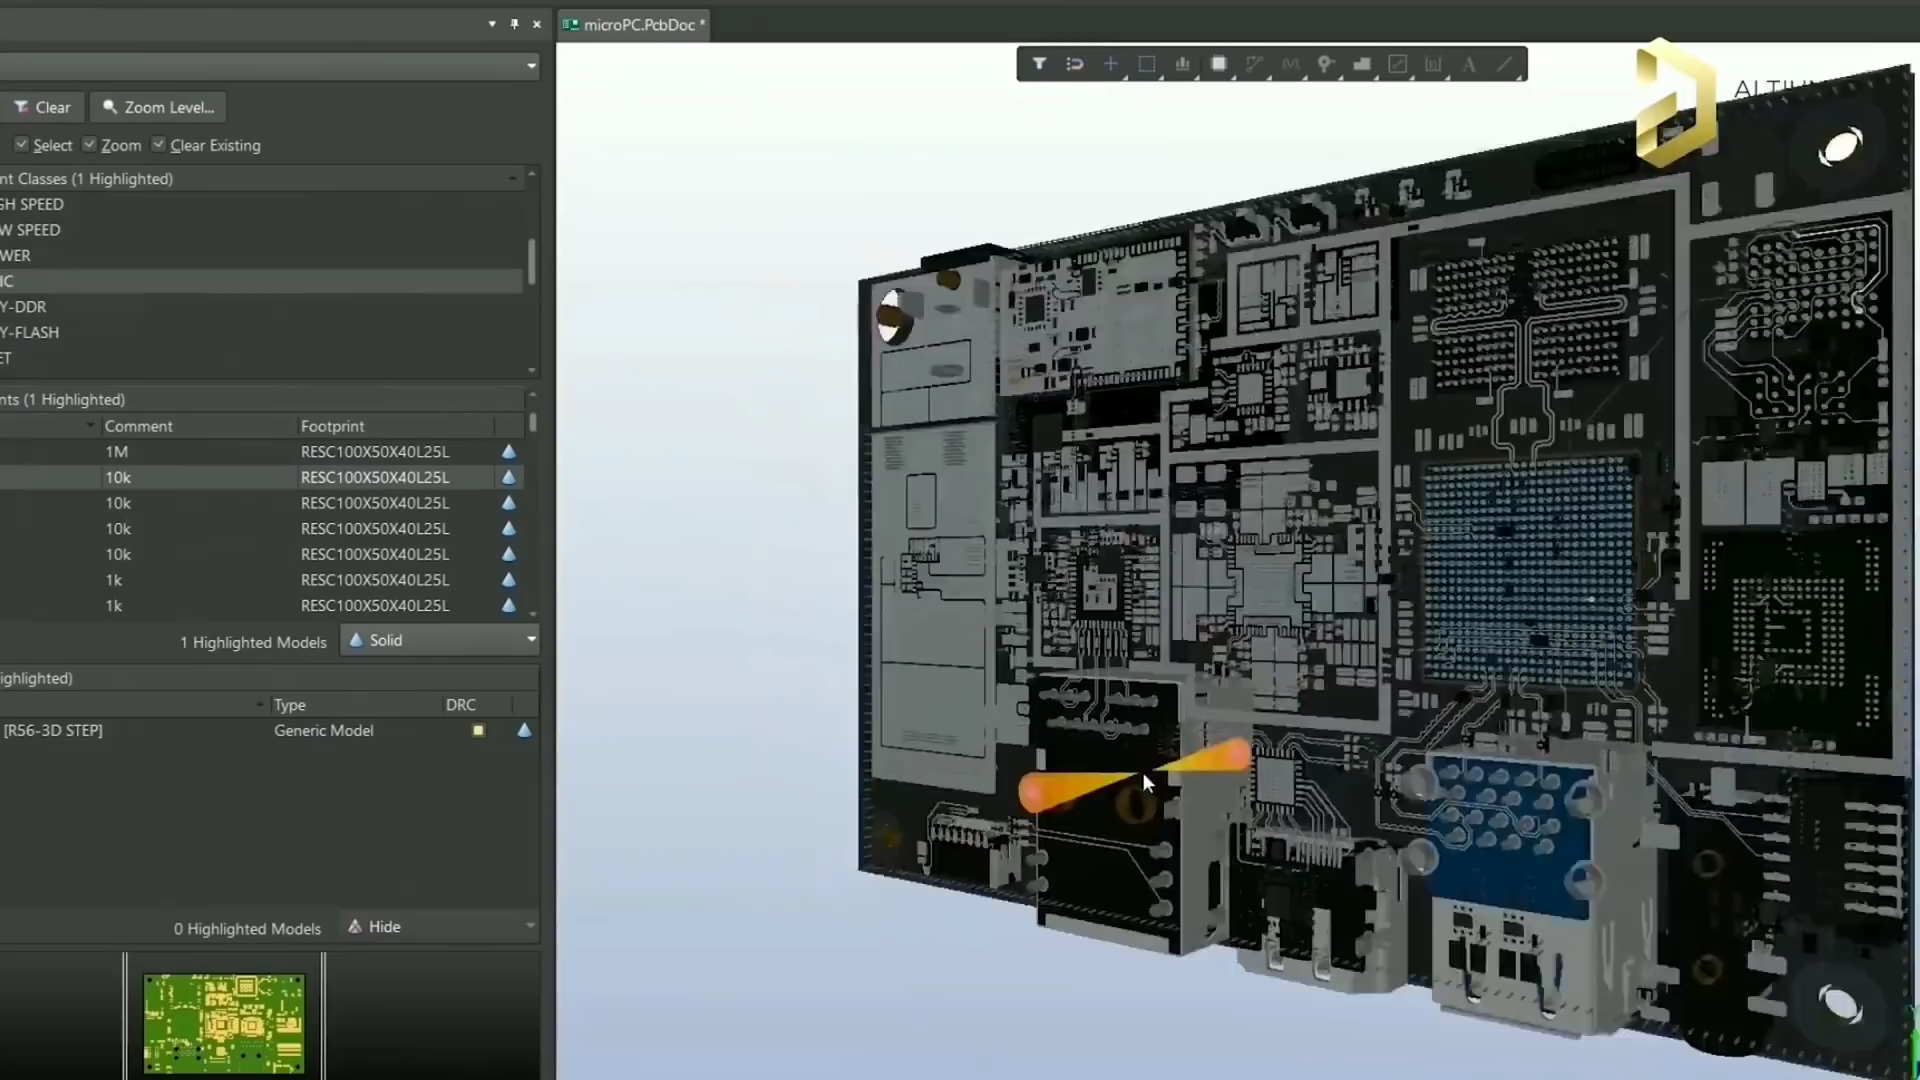 microPC.PcbDoc *
Clear
Zoom Level...
Select
Zoom
Clear Existing
nt Classes (1 Highlighted)
GH SPEED
W SPEED
WER
IC
Y-DDR
Y-FLASH
ET
nts (1 Highlighted)
Comment
Footprint
1M
RESC100X50X40L25L
10k
RESC100X50X40L25L
10k
RESC100X50X40L25L
10k
RESC100X50X40L25L
10k
RESC100X50X40L25L
1k
RESC100X50X40L25L
1k
RESC100X50X40L25L
1 Highlighted Models
Solid
ighlighted)
Type
DRC
[R56-3D STEP]
Generic Model
0 Highlighted Models
Hide